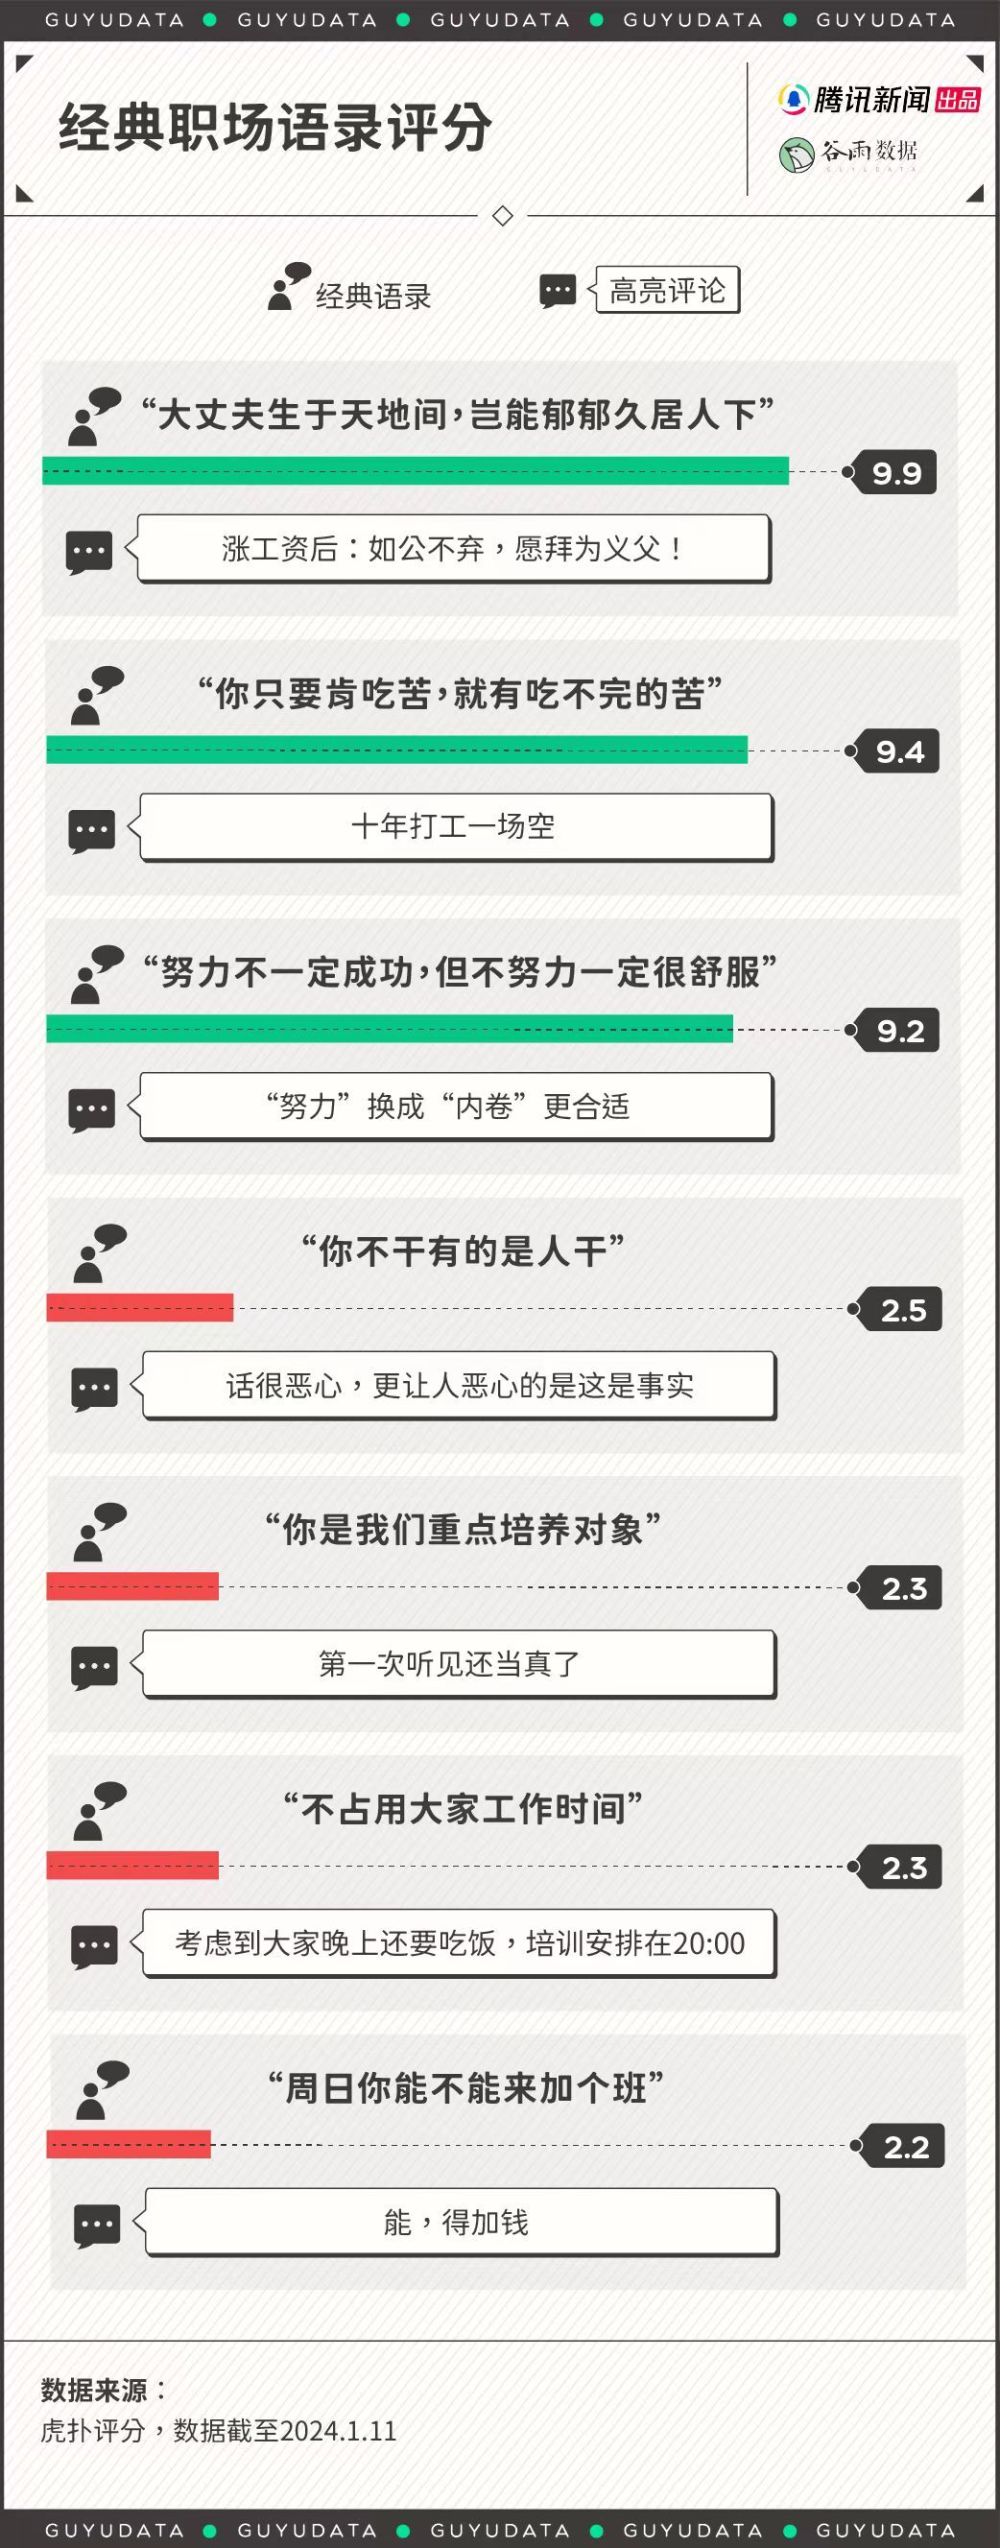 GUYUDATA GUYUDATA GUYUDATA GUYUDATA GUYUDATA
经典职场语录评分
腾讯新闻 出品
谷雨数据
GUYUDATA
经典语录
高亮评论
“大丈夫生于天地间，岂能郁郁久居人下”
9.9
涨工资后：如公不弃，愿拜为义父！
“你只要肯吃苦，就有吃不完的苦”
9.4
十年打工一场空
“努力不一定成功，但不努力一定很舒服”
9.2
“努力”换成“内卷”更合适
“你不干有的是人干”
2.5
话很恶心，更让人恶心的是这是事实
“你是我们重点培养对象”
2.3
第一次听见还当真了
“不占用大家工作时间”
2.3
考虑到大家晚上还要吃饭，培训安排在20:00
“周日你能不能来加个班”
2.2
能，得加钱
数据来源：
虎扑评分，数据截至2024.1.11
GUYUDATA GUYUDATA GUYUDATA GUYUDATA GUYUDATA